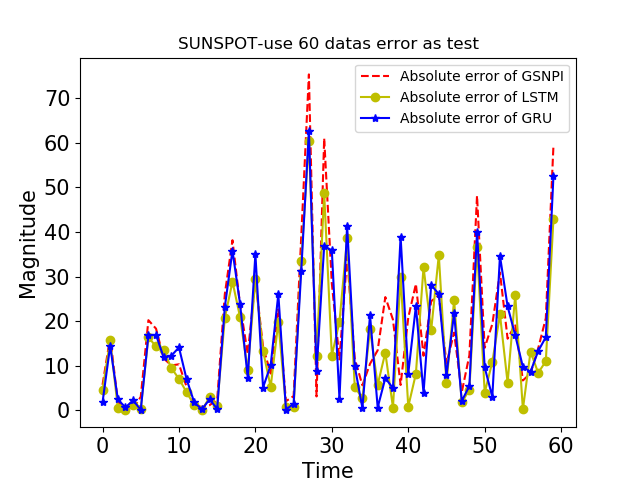 SUNSPOT-use 60 datas error as test
Absolute error of GSNPI
Absolute error of LSTM
Absolute error of GRU
Magnitude
70
60
50
40
30
20
10
0
0 10 20 30 40 50 60
Time